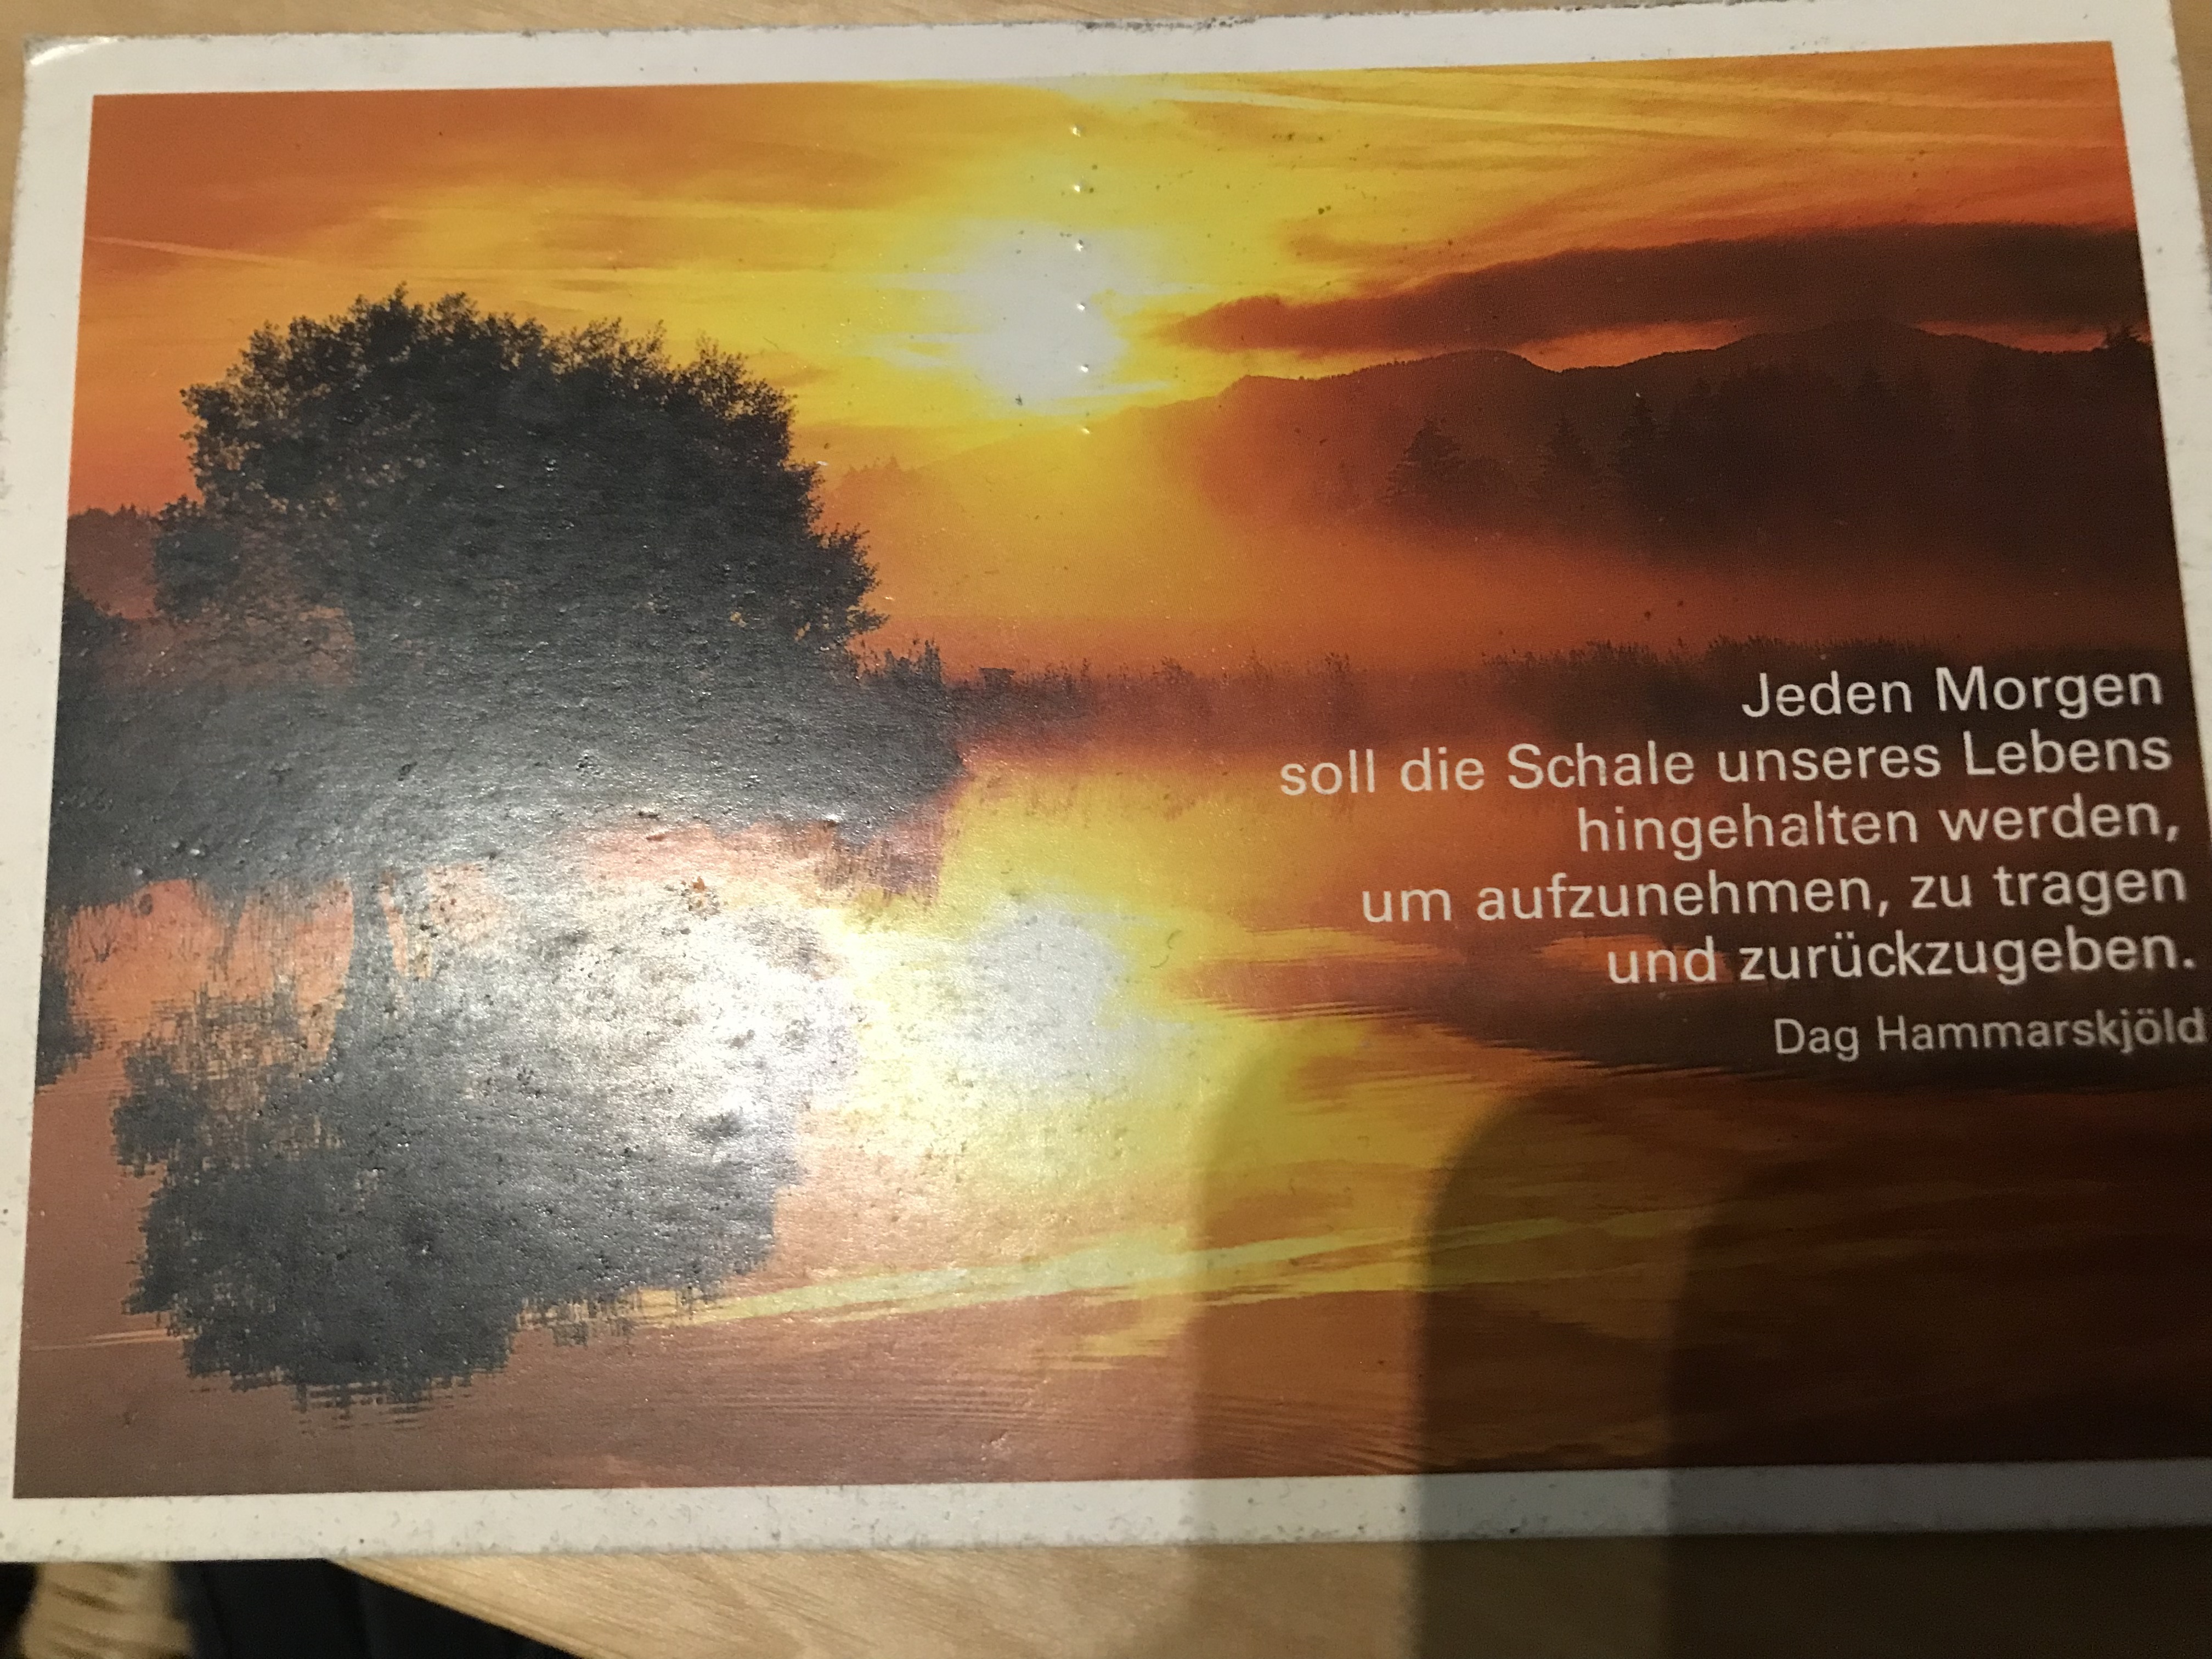 Jeden Morgen
soll die Schale unseres Lebens
hingehalten werden,
um aufzunehmen, zu tragen
und zurückzugeben.
Dag Hammarskjöld